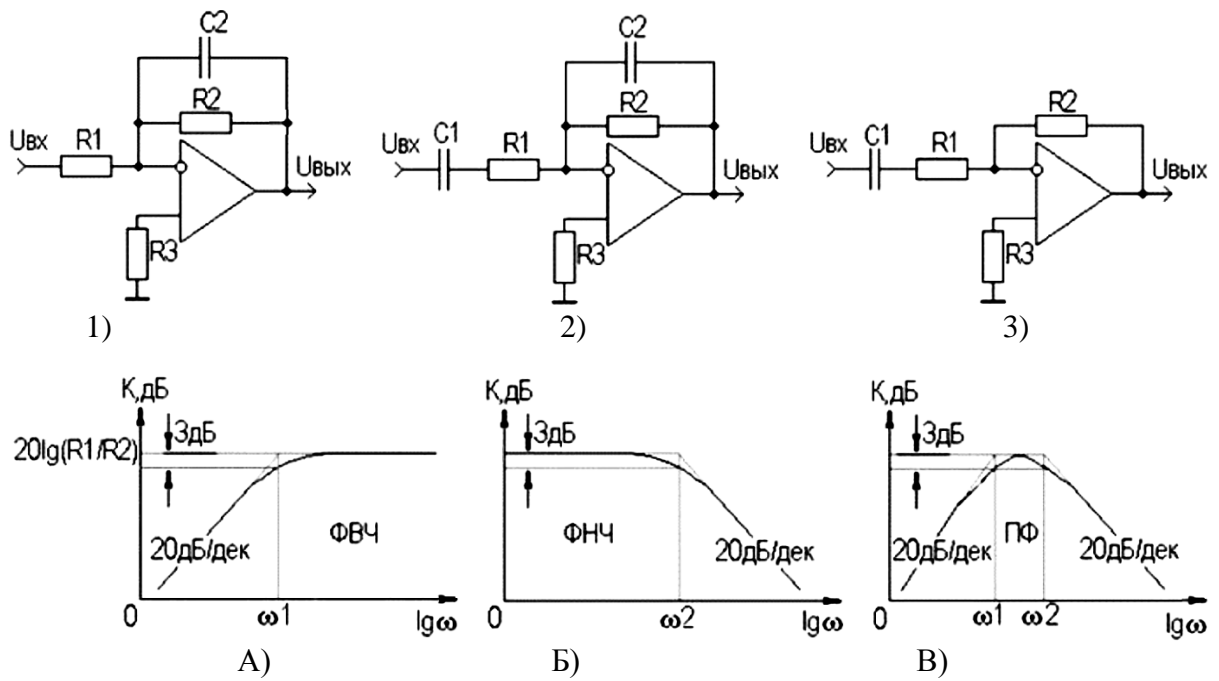 C2
R2
Uвх
R1
Uвых
R3
1)
C2
R2
Uвх
C1
R1
Uвых
R3
2)
R2
Uвх
C1
R1
Uвых
R3
3)
К,дБ
20lg(R1/R2)
3дБ
20дБ/дек
ФВЧ
0
ω1
lgω
А)
К,дБ
3дБ
ФНЧ
20дБ/дек
0
ω2
lgω
Б)
К,дБ
3дБ
20дБ/дек
ПФ
20дБ/дек
0
ω1
ω2
lgω
В)